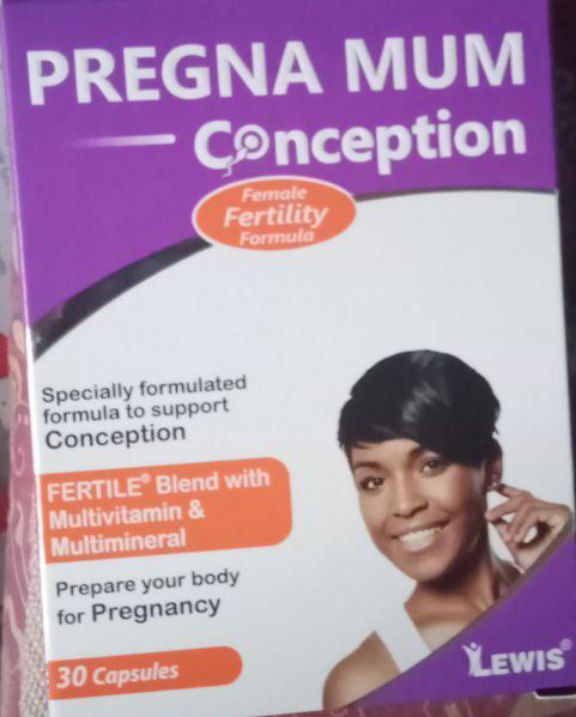 PREGNA MUM
Conception
Female
Fertility
Formula
Specially formulated
formula to support
Conception
FERTILE® Blend with
Multivitamin &
Multimineral
Prepare your body
for Pregnancy
30 Capsules
LEWIS®